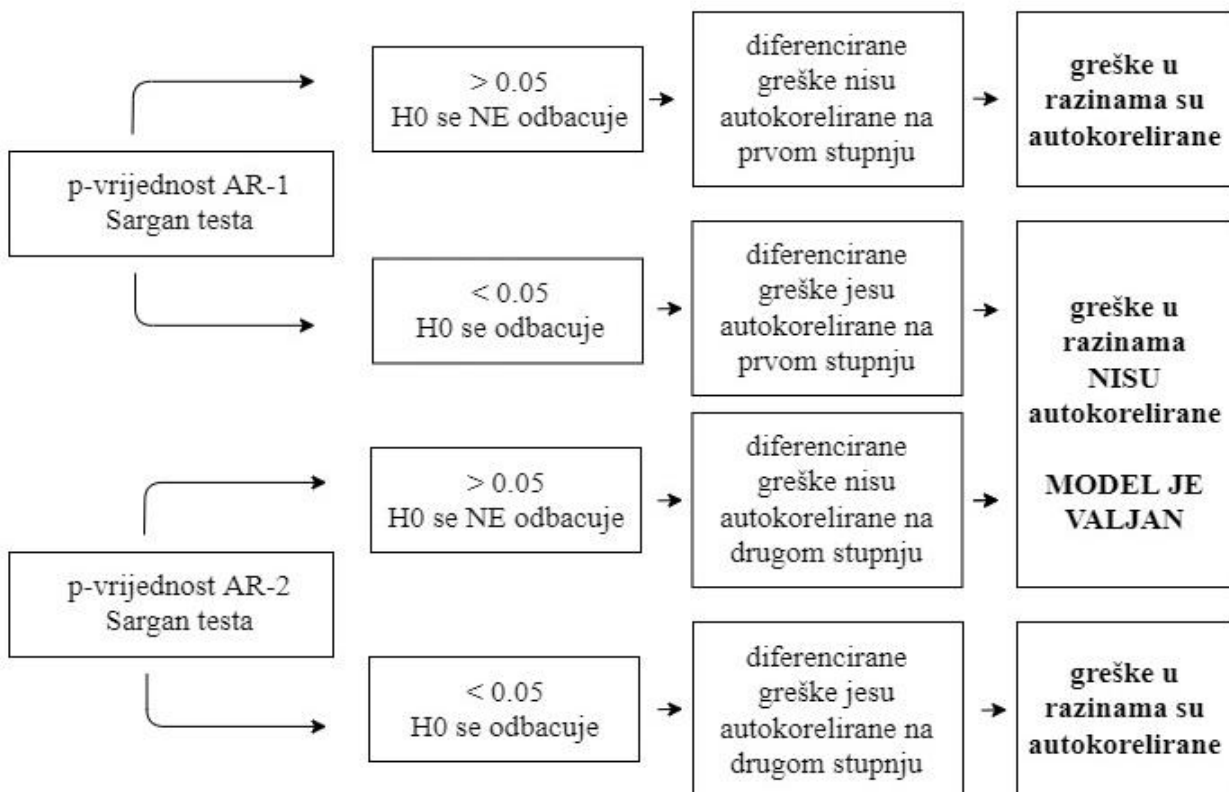 p-vrijednost AR-1
Sargan testa
> 0.05
H0 se NE odbacuje
diferencirane
greške nisu
autokorelirane na
prvom stupnju
greške u
razinama su
autokorelirane
< 0.05
H0 se odbacuje
diferencirane
greške jesu
autokorelirane na
prvom stupnju
greške u
razinama
NISU
autokorelirane
MODEL JE
VALJAN
p-vrijednost AR-2
Sargan testa
> 0.05
H0 se NE odbacuje
diferencirane
greške nisu
autokorelirane na
drugom stupnju
< 0.05
H0 se odbacuje
diferencirane
greške jesu
autokorelirane na
drugom stupnju
greške u
razinama su
autokorelirane